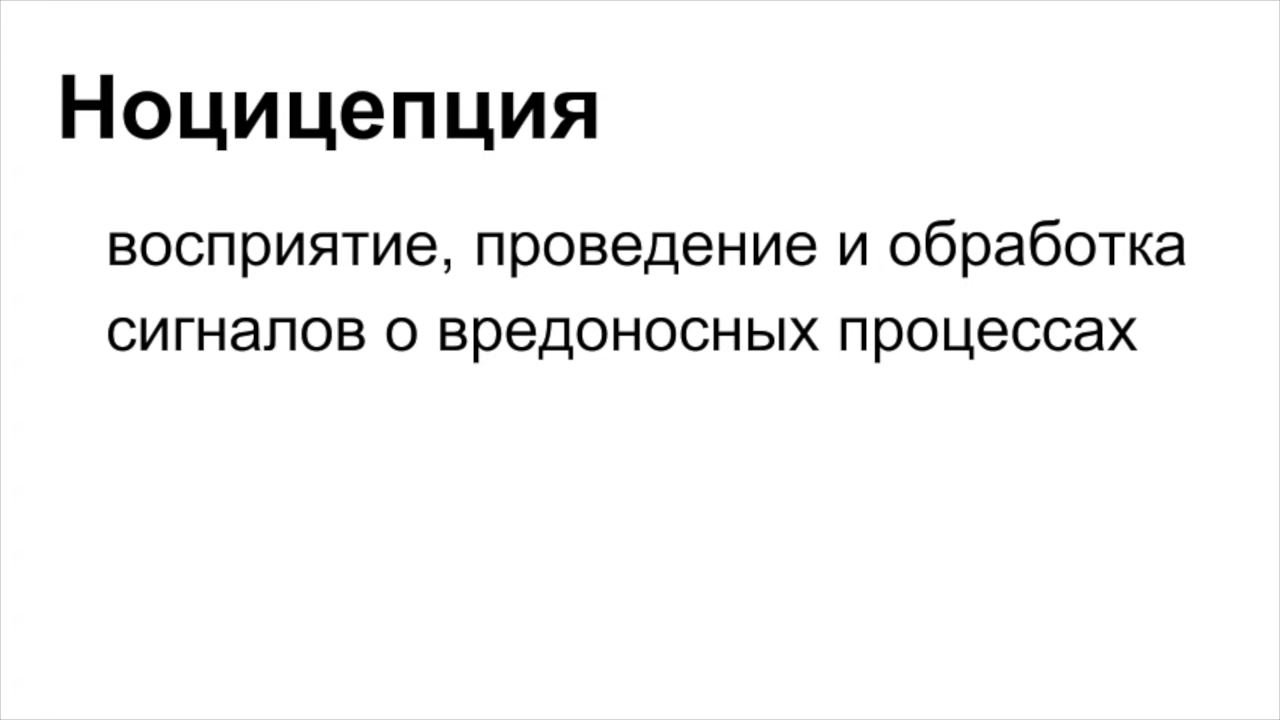 Ноцицепция
восприятие, проведение и обработка
сигналов о вредоносных процессах